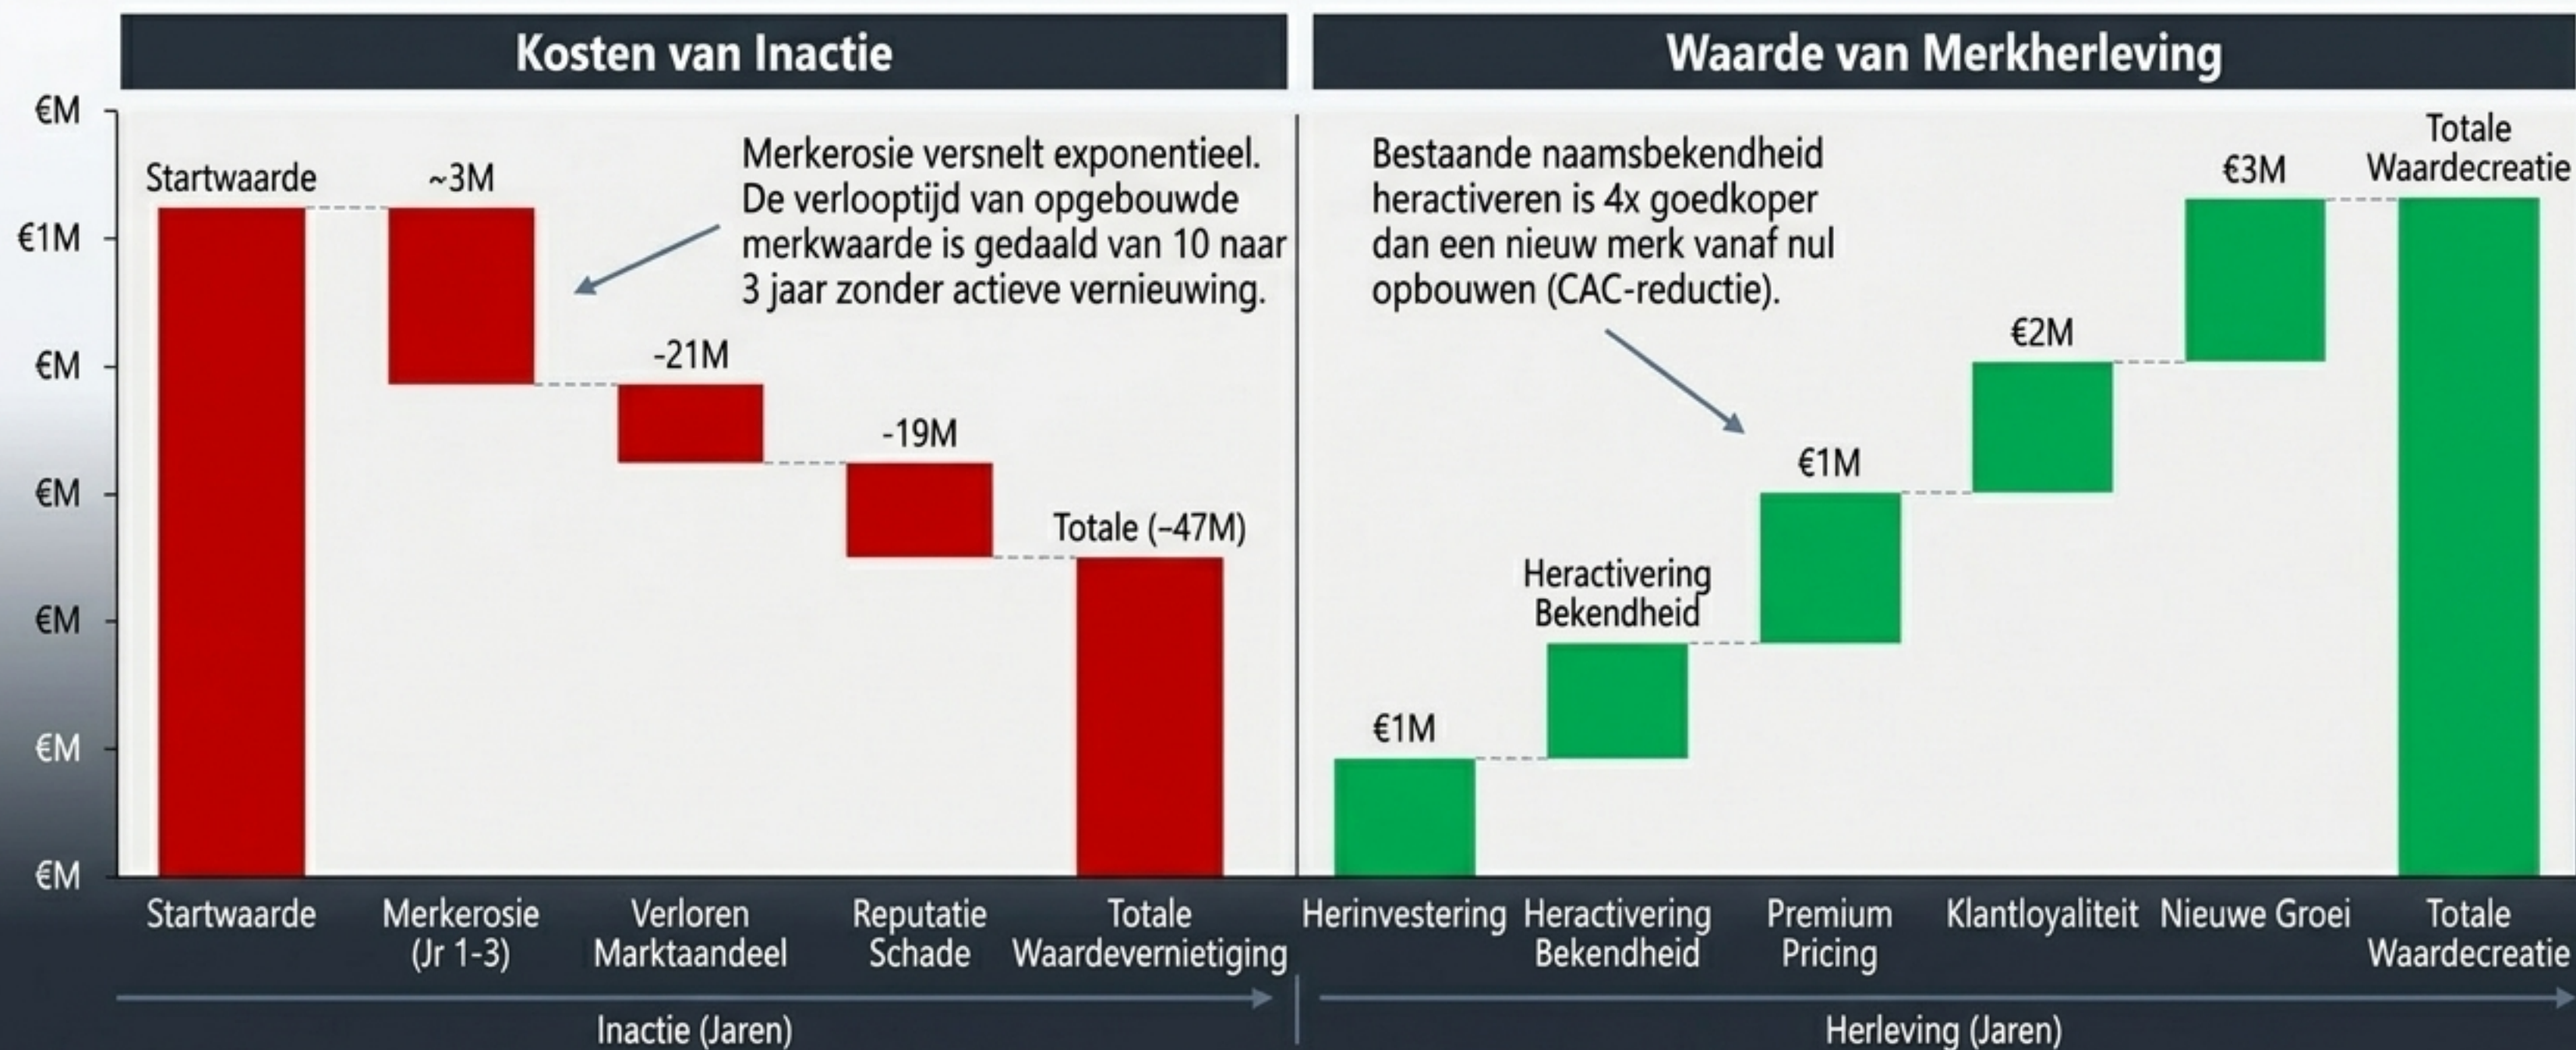 Kosten van Inactie
Waarde van Merkherleving
€M
€1M
€M
€M
€M
€M
€M
Startwaarde
~3M
-21M
-19M
Totale (-47M)
Merkerosie versnelt exponentieel.
De verlooptijd van opgebouwde
merkwaarde is gedaald van 10 naar
3 jaar zonder actieve vernieuwing.
Bestaande naamsbekendheid
heractiveren is 4x goedkoper
dan een nieuw merk vanaf nul
opbouwen (CAC-reductie).
€1M
Heractivering
Bekendheid
€1M
€2M
€3M
Totale
Waardecreatie
Startwaarde
Merkerosie
(Jr 1-3)
Verloren
Marktaandeel
Reputatie
Schade
Totale
Waardevernietiging
Herinvestering
Heractivering
Bekendheid
Premium
Pricing
Klantloyaliteit
Nieuwe Groei
Totale
Waardecreatie
Inactie (Jaren)
Herleving (Jaren)